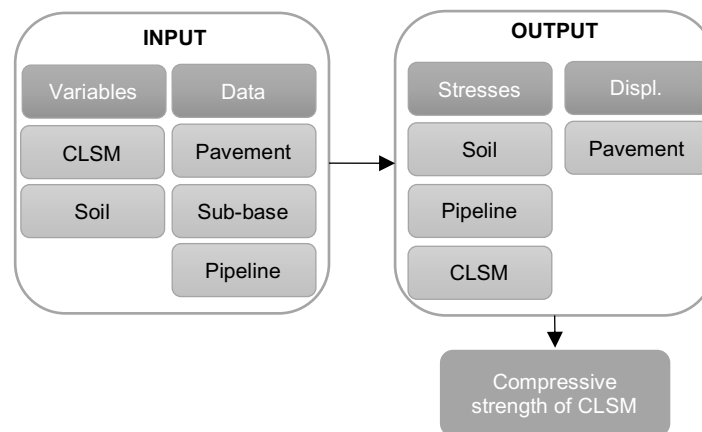 INPUT
Variables
Data
CLSM
Pavement
Soil
Sub-base
Pipeline
OUTPUT
Stresses
Displ.
Soil
Pavement
Pipeline
CLSM
Compressive
strength of CLSM